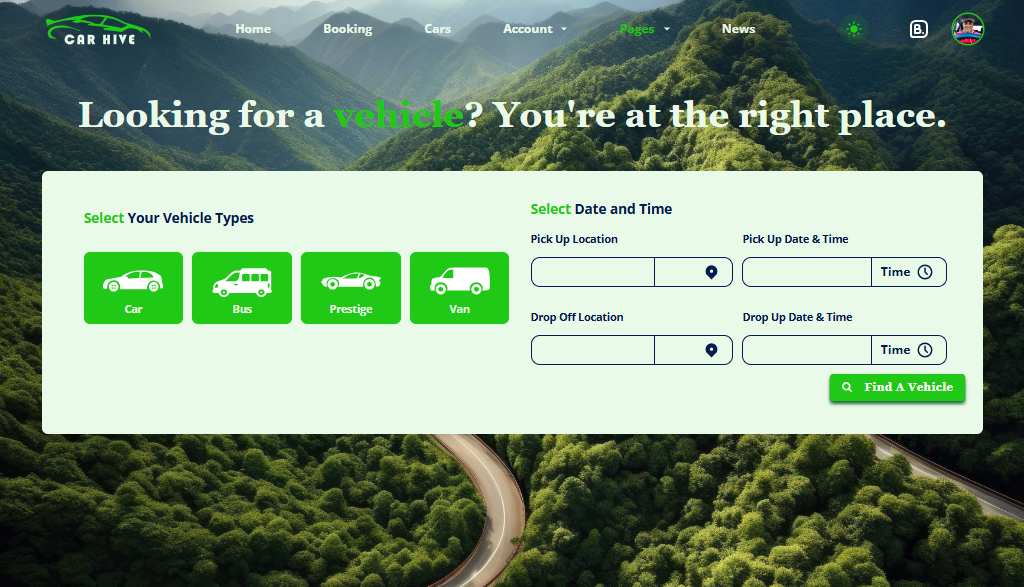 CAR HIVE
Home
Booking
Cars
Account
Pages
News
B.
Looking for a vehicle? You're at the right place.
Select Your Vehicle Types
Car
Bus
Prestige
Van
Select Date and Time
Pick Up Location
Pick Up Date & Time
Time
Drop Off Location
Drop Up Date & Time
Time
Find A Vehicle